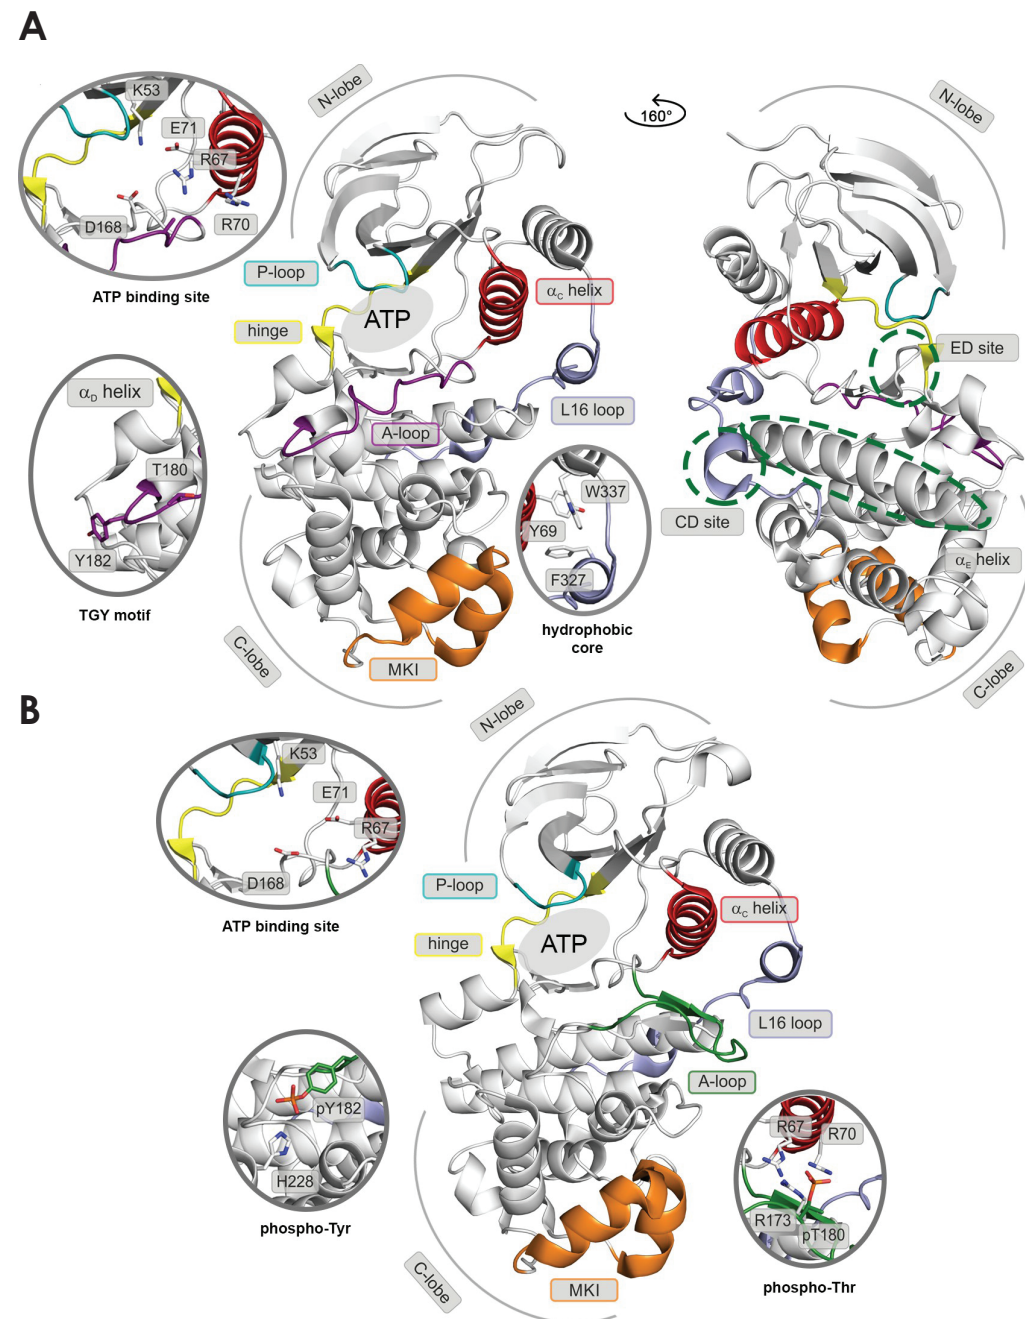 A
N-lobe
160°
N-lobe
K53
E71
R67
D168
R70
ATP binding site
P-loop
ATP
αC helix
hinge
ED site
αD helix
T180
Y182
TGY motif
A-loop
L16 loop
W337
Y69
F327
hydrophobic
core
CD site
αE helix
C-lobe
MKI
C-lobe
B
N-lobe
K53
E71
R67
D168
ATP binding site
P-loop
αC helix
hinge
ATP
L16 loop
A-loop
pY182
H228
phospho-Tyr
R67
R70
R173
pT180
phospho-Thr
C-lobe
MKI